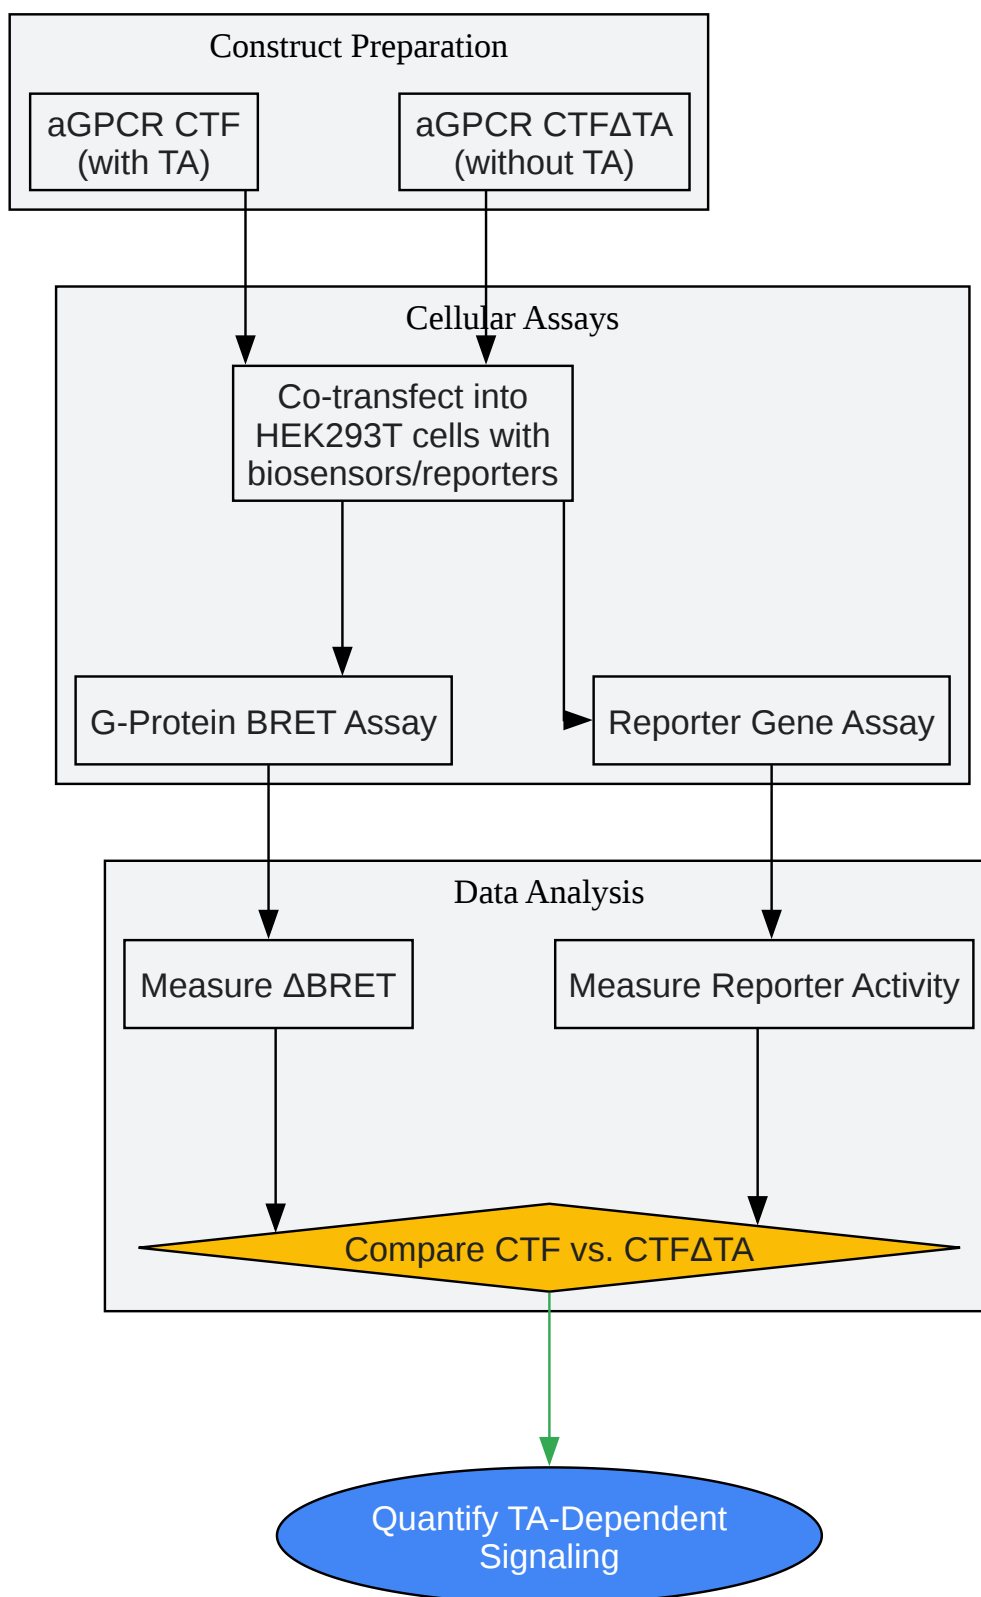 Construct Preparation
aGPCR CTF
(with TA)
aGPCR CTFΔTA
(without TA)
Cellular Assays
Co-transfect into
HEK293T cells with
biosensors/reporters
G-Protein BRET Assay
Reporter Gene Assay
Data Analysis
Measure ΔBRET
Measure Reporter Activity
Compare CTF vs. CTFΔTA
Quantify TA-Dependent
Signaling